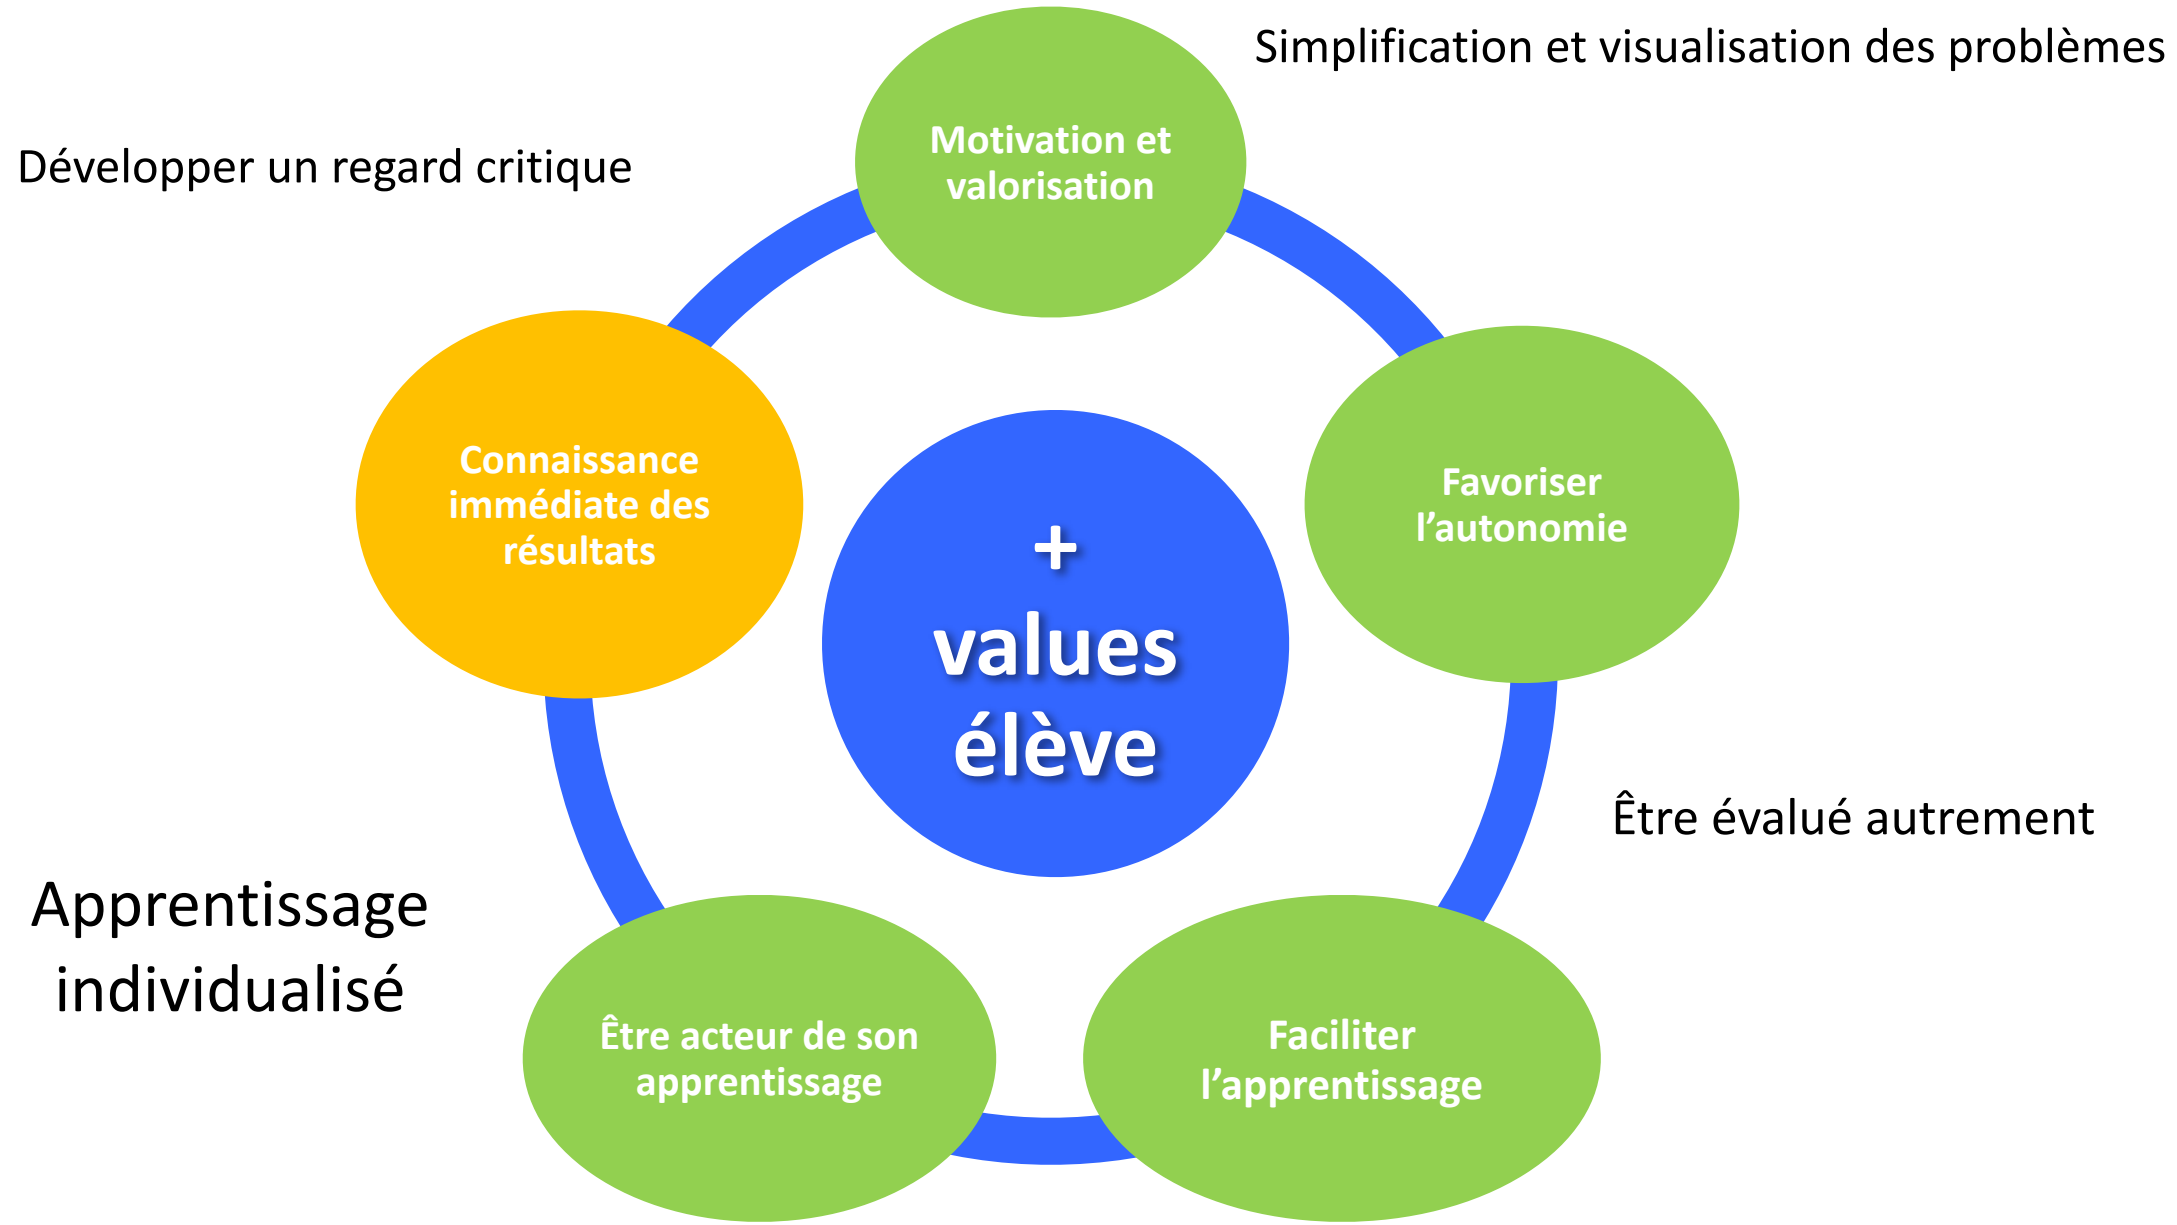 Simplification et visualisation des problèmes
Motivation et
valorisation
Développer un regard critique
Connaissance
immédiate des
résultats
Favoriser
l’autonomie
+
values
élève
Être évalué autrement
Apprentissage
individualisé
Être acteur de son
apprentissage
Faciliter
l’apprentissage